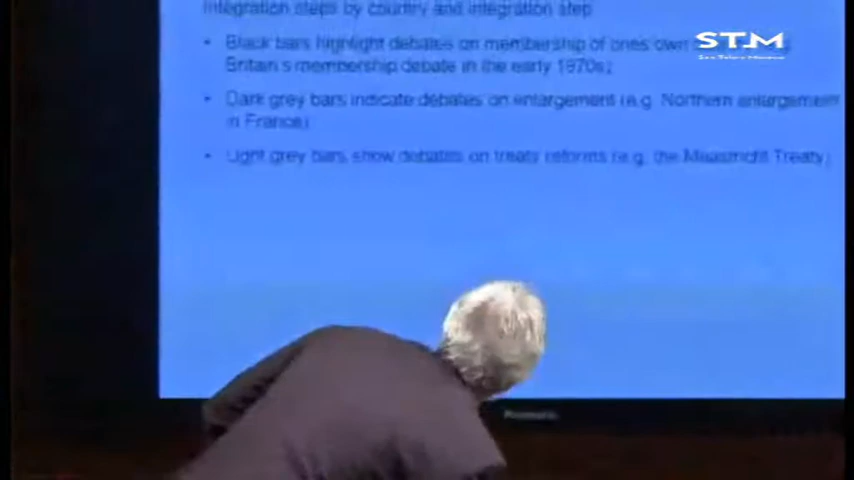 Integration steps by country and integration step
• Black bars highlight debates on membership of ones own
Britain's membership debate in the early 1970s;
• Dark grey bars indicate debates on enlargement (e.g. Northern enlargement
in France)
• Light grey bars show debates on treaty reforms (e.g. the Maastricht Treaty)
STM
Panasonic